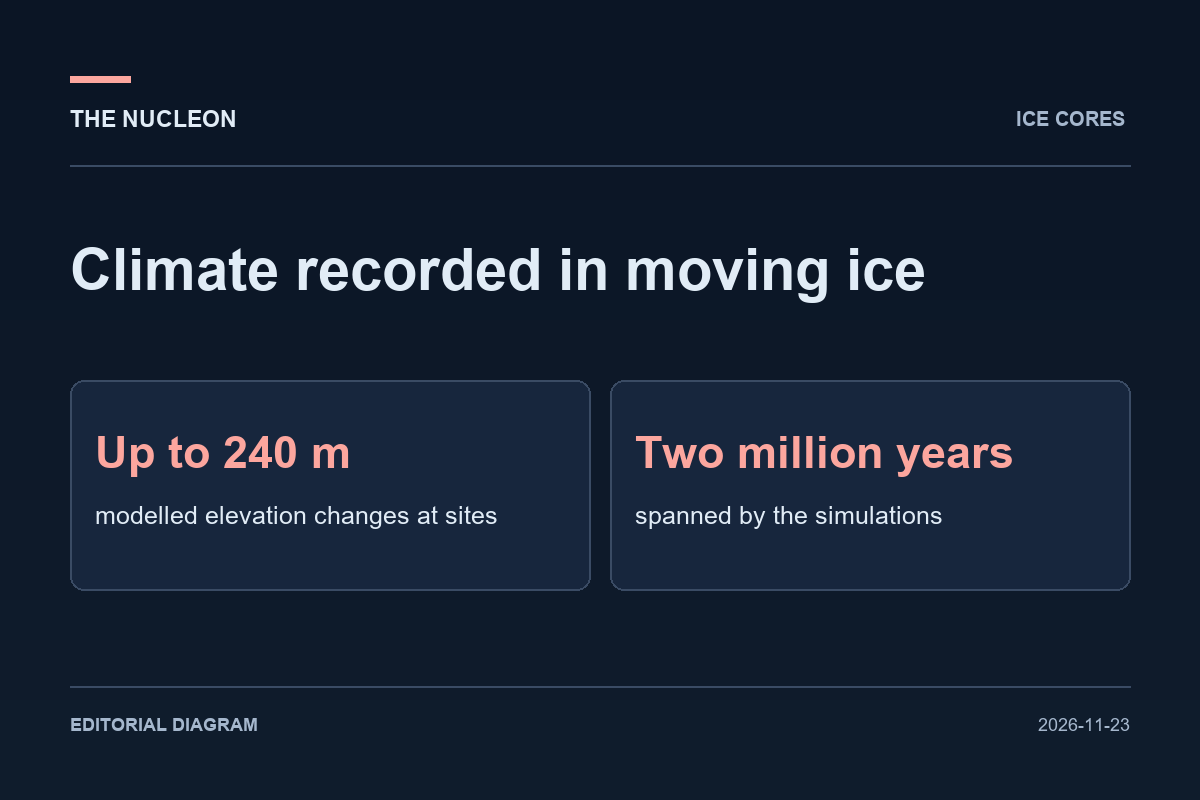 THE NUCLEON
ICE CORES
Climate recorded in moving ice
Up to 240 m
modelled elevation changes at sites
Two million years
spanned by the simulations
EDITORIAL DIAGRAM
2026-11-23